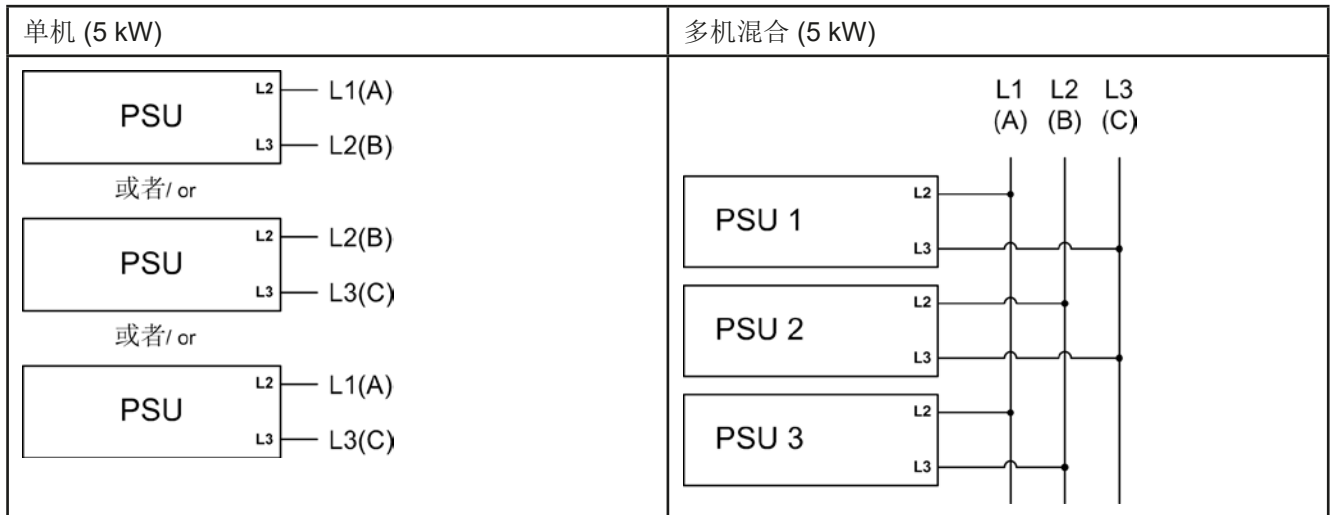 单机 (5 kW)
PSU
L2
L1(A)
L3
L2(B)
或者/ or
PSU
L2
L2(B)
L3
L3(C)
或者/ or
PSU
L2
L1(A)
L3
L3(C)
多机混合 (5 kW)
L1 L2 L3
(A) (B) (C)
PSU 1
L2
L3
PSU 2
L2
L3
PSU 3
L2
L3